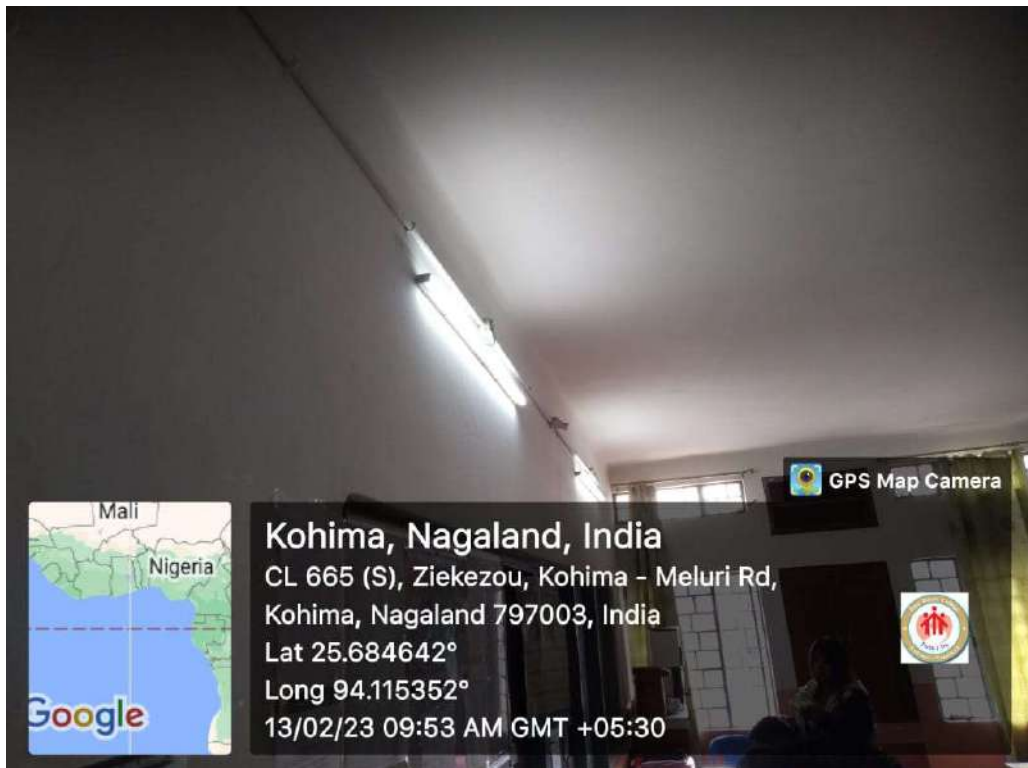 GPS Map Camera
Mali
Nigeria
Google
Kohima, Nagaland, India
CL 665 (S), Ziekezou, Kohima – Meluri Rd,
Kohima, Nagaland 797003, India
Lat 25.684642°
Long 94.115352°
13/02/23 09:53 AM GMT +05:30